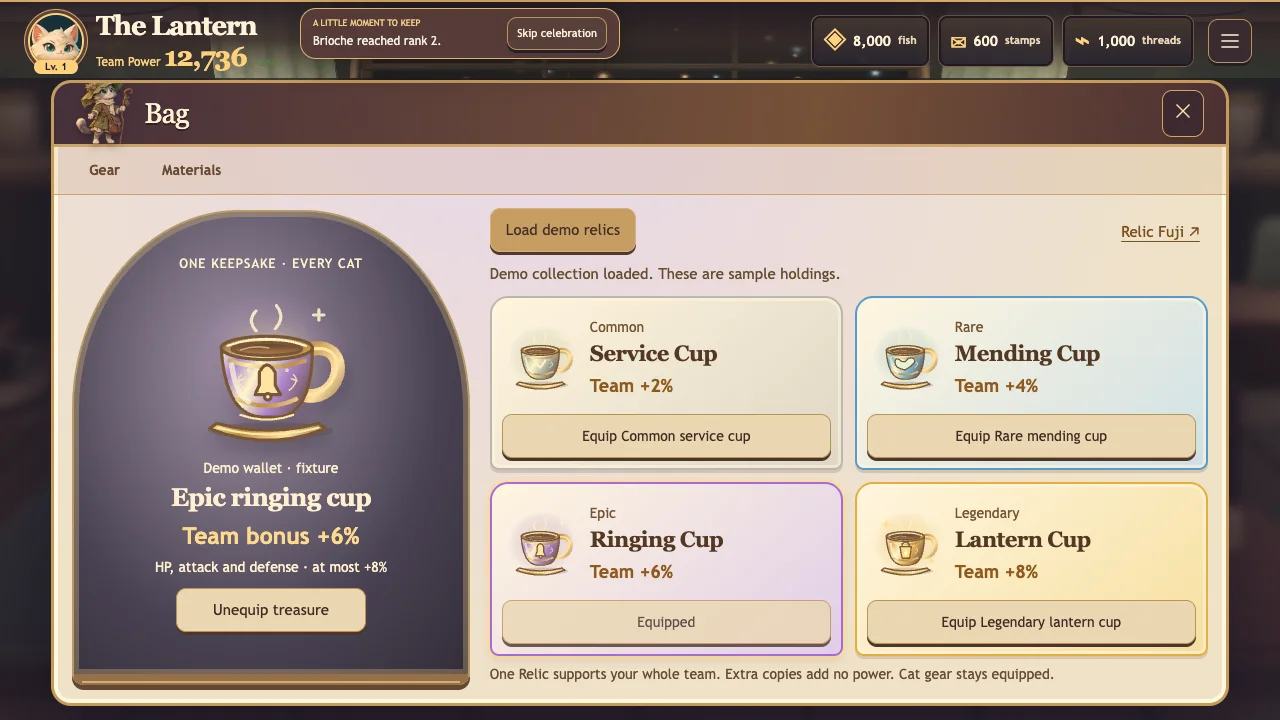 The Lantern
Lv. 1
Team Power 12,736
A LITTLE MOMENT TO KEEP
Brioche reached rank 2.
Skip celebration
8,000 fish
600 stamps
1,000 threads
Bag
Gear
Materials
ONE KEEPSAKE · EVERY CAT
Demo wallet · fixture
Epic ringing cup
Team bonus +6%
HP, attack and defense · at most +8%
Unequip treasure
Load demo relics
Relic Fuji ↗
Demo collection loaded. These are sample holdings.
Common
Service Cup
Team +2%
Equip Common service cup
Rare
Mending Cup
Team +4%
Equip Rare mending cup
Epic
Ringing Cup
Team +6%
Equipped
Legendary
Lantern Cup
Team +8%
Equip Legendary lantern cup
One Relic supports your whole team. Extra copies add no power. Cat gear stays equipped.